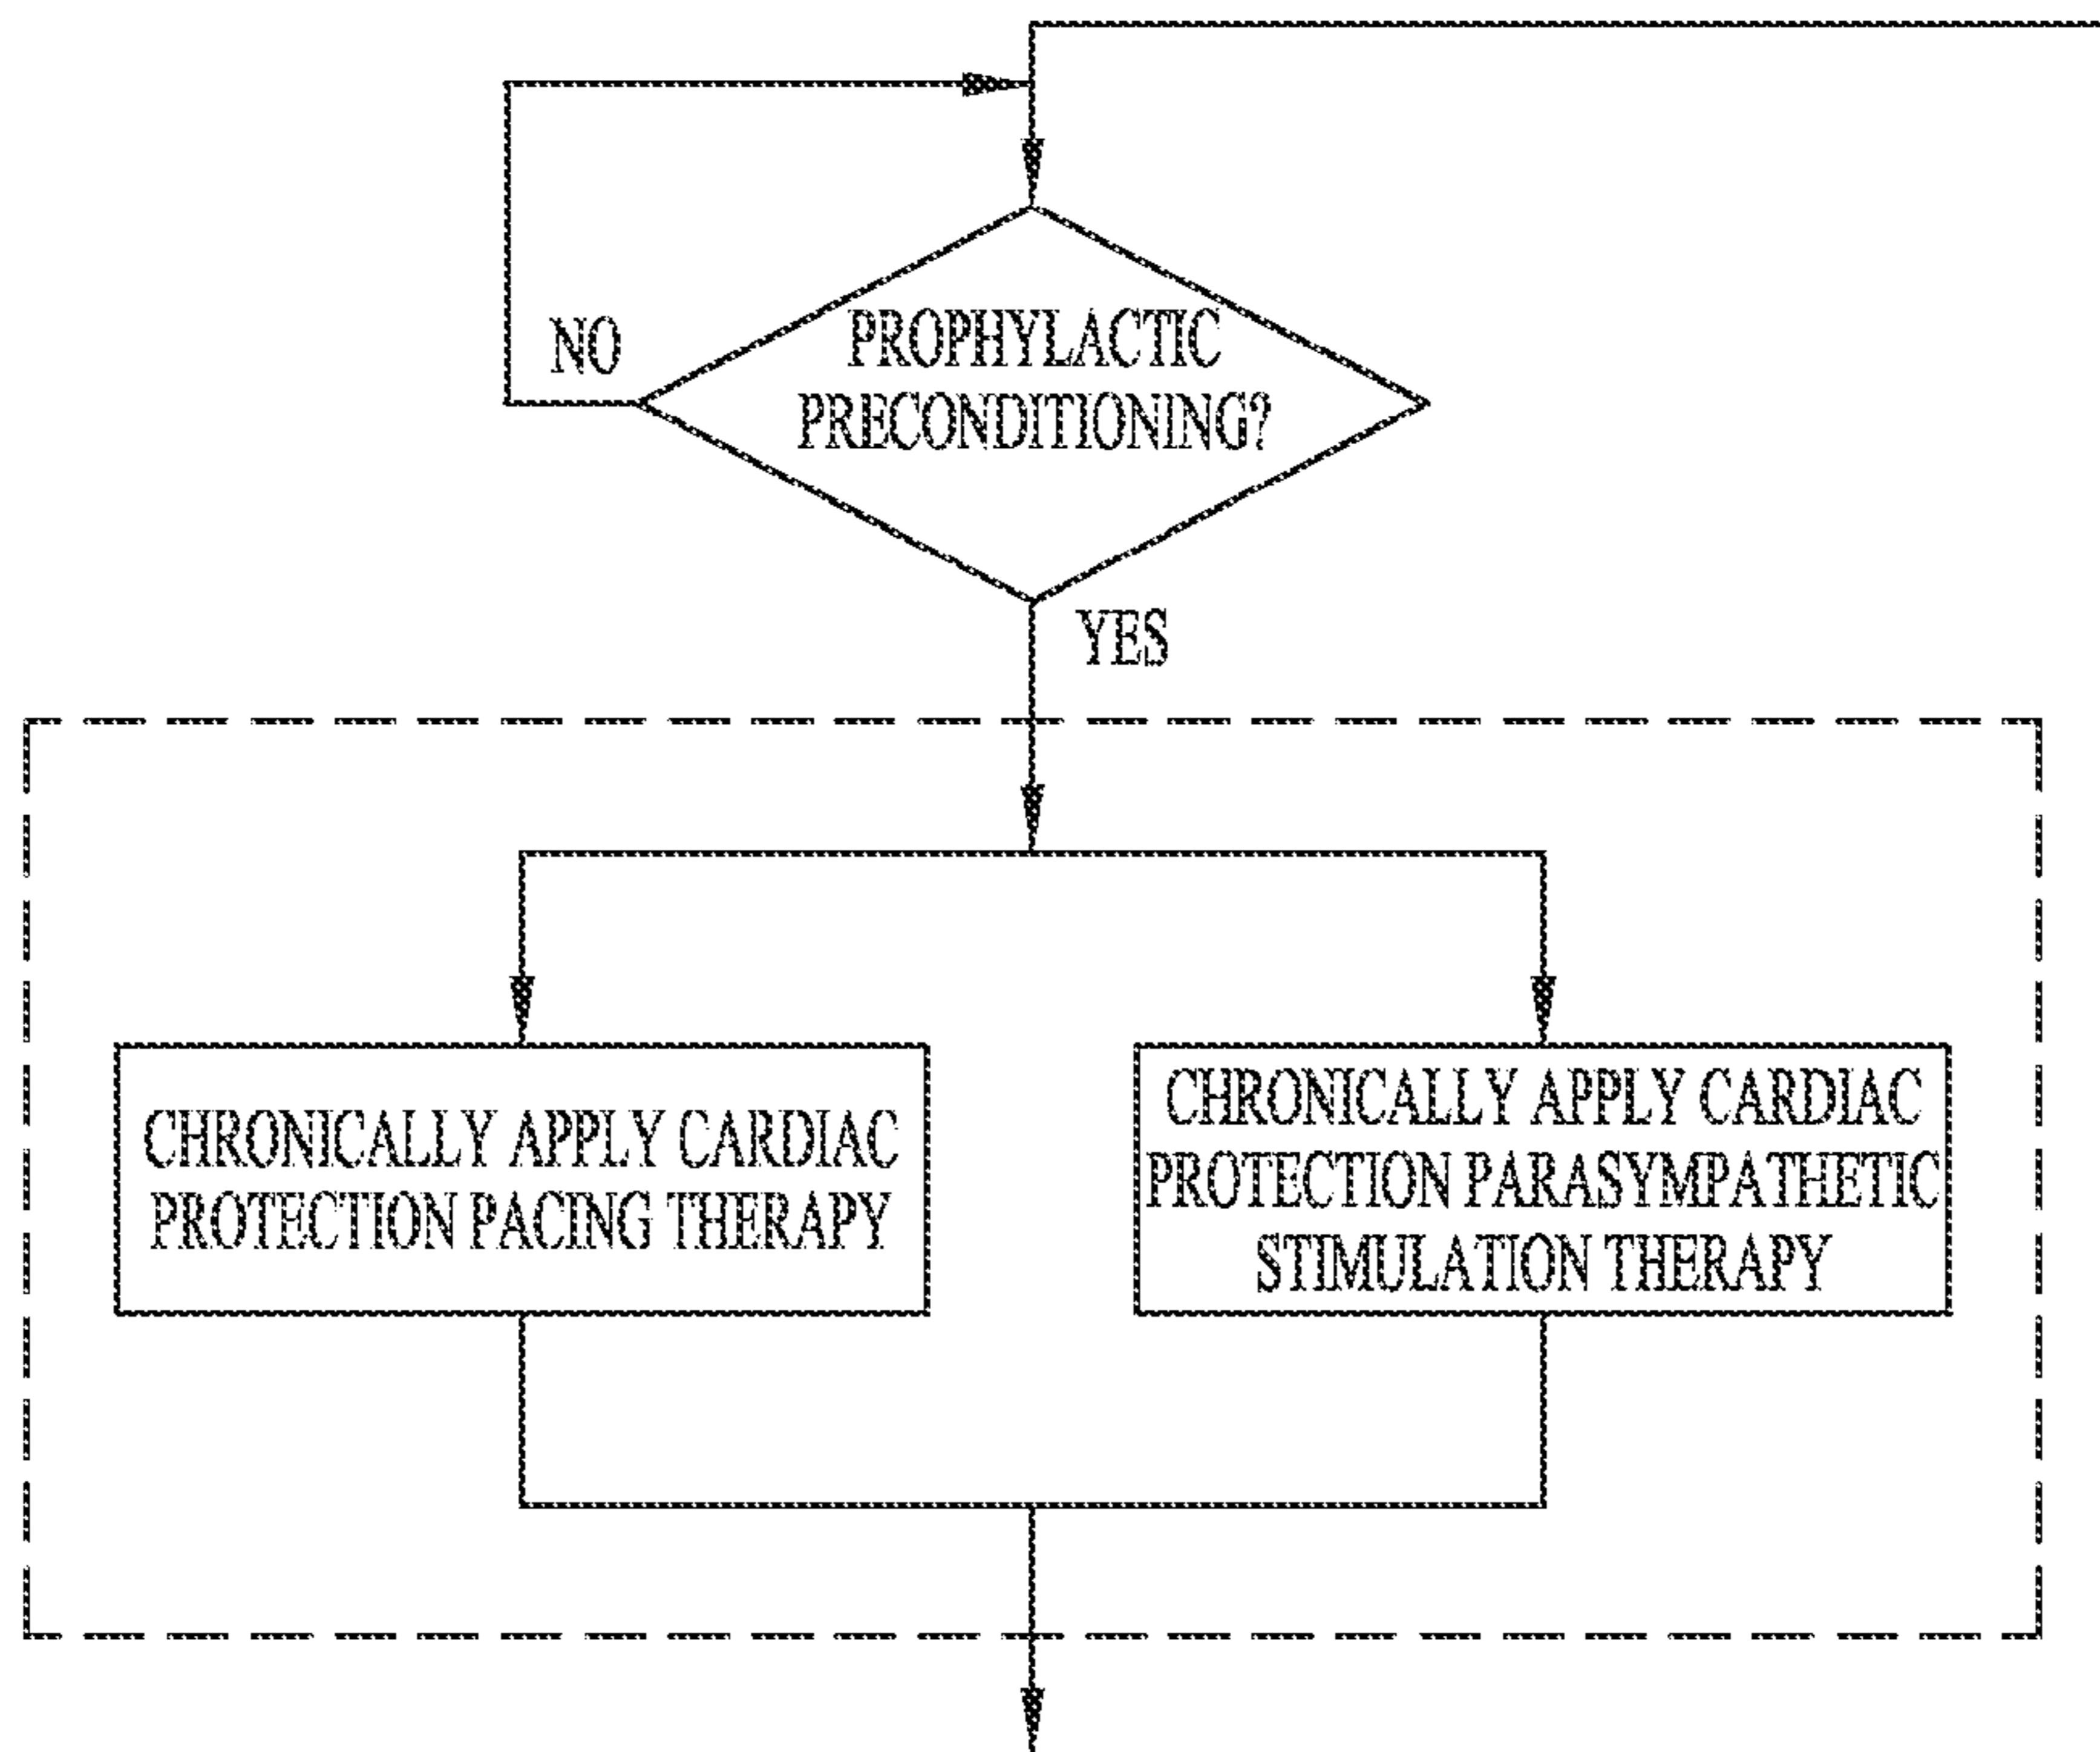 PROPHYLACTIC
PRECONDITIONING?
NO
YES
CHRONICALLY APPLY CARDIAC
PROTECTION PACING THERAPY
CHRONICALLY APPLY CARDIAC
PROTECTION PARASYMPATHETIC
STIMULATION THERAPY